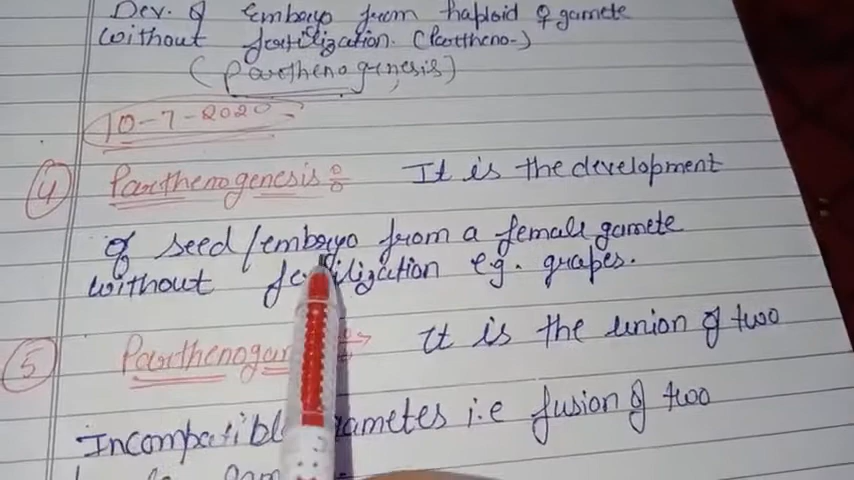 Dev. of embryo from haploid ♀ gamete
without fertilization. (Partheno-)
(Parthenogenesis)
10-7-2020
④ Parthenogenesis: It is the development
of seed/embryo from a female gamete
without fertilization e.g. grapes.
⑤ It is the union of two
Incompatible gametes i.e fusion of two